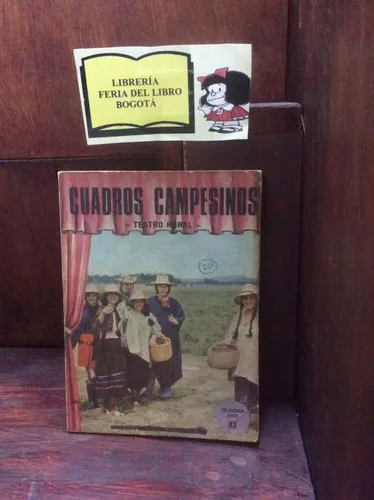 LIBRERÍA
FERIA DEL LIBRO
BOGOTÁ
CUADROS CAMPESINOS
- TEATRO RURAL -